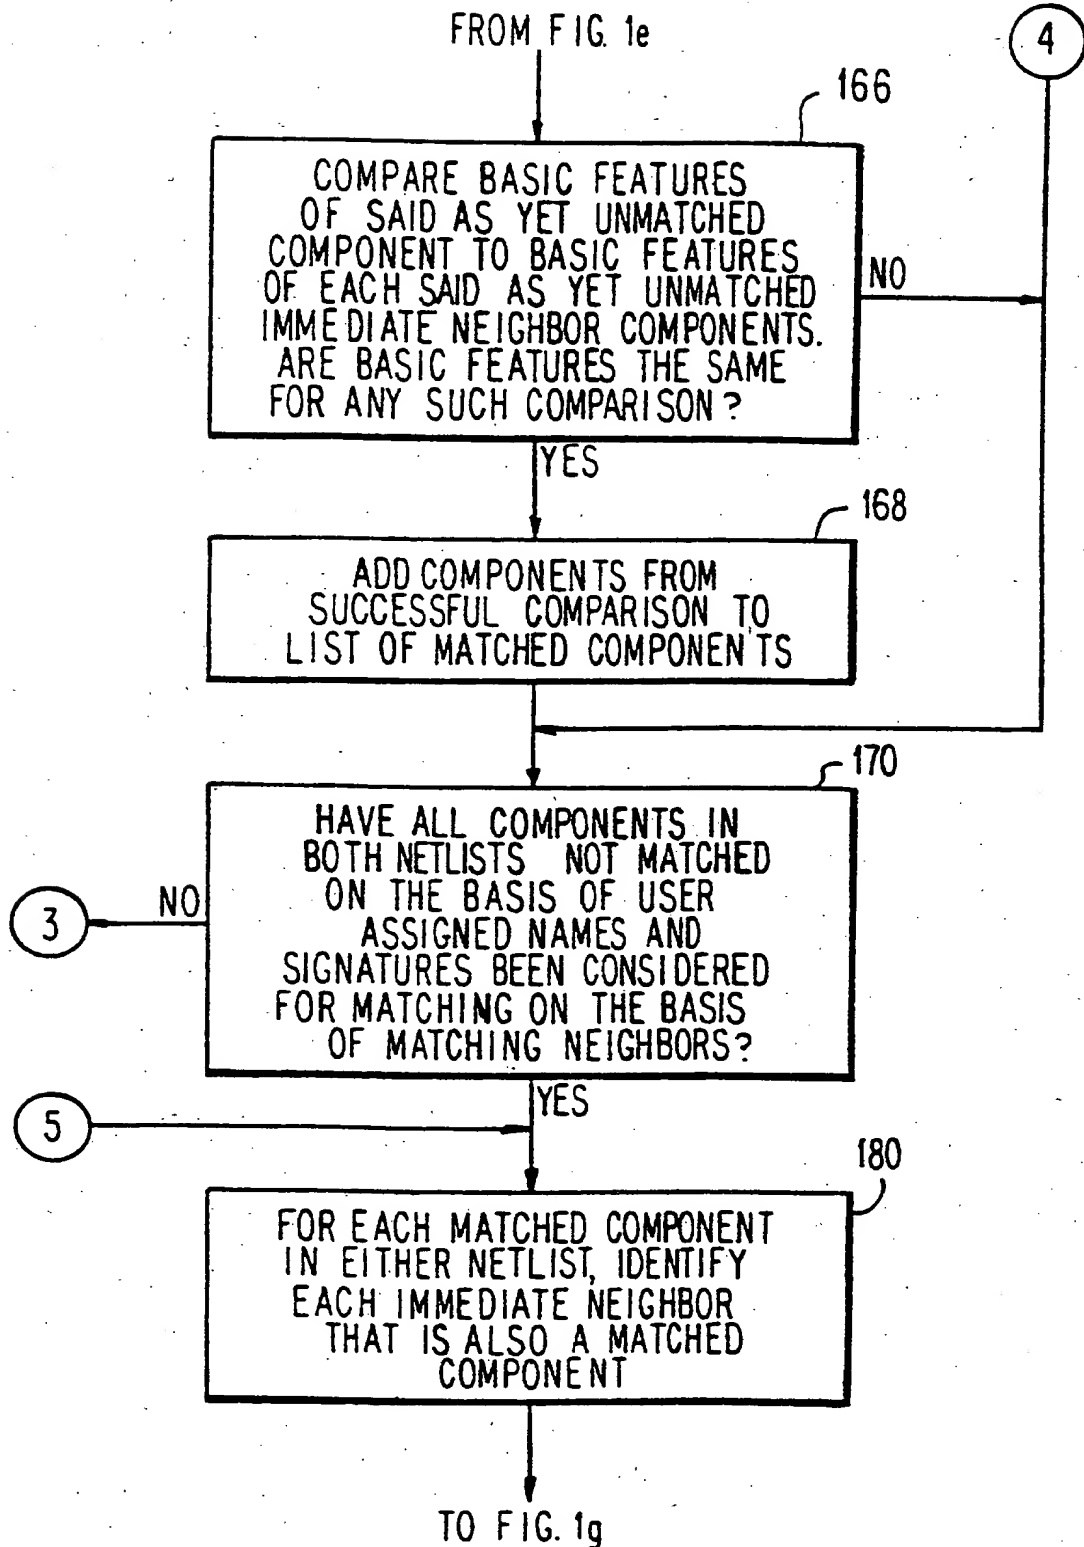 FROM FIG. 1e
4
166
COMPARE BASIC FEATURES
OF SAID AS YET UNMATCHED
COMPONENT TO BASIC FEATURES
OF EACH SAID AS YET UNMATCHED
IMMEDIATE NEIGHBOR COMPONENTS.
ARE BASIC FEATURES THE SAME
FOR ANY SUCH COMPARISON?
NO
YES
168
ADD COMPONENTS FROM
SUCCESSFUL COMPARISON TO
LIST OF MATCHED COMPONENTS
170
HAVE ALL COMPONENTS IN
BOTH NETLISTS NOT MATCHED
ON THE BASIS OF USER
ASSIGNED NAMES AND
SIGNATURES BEEN CONSIDERED
FOR MATCHING ON THE BASIS
OF MATCHING NEIGHBORS?
NO
3
YES
5
180
FOR EACH MATCHED COMPONENT
IN EITHER NETLIST, IDENTIFY
EACH IMMEDIATE NEIGHBOR
THAT IS ALSO A MATCHED
COMPONENT
TO FIG. 1g